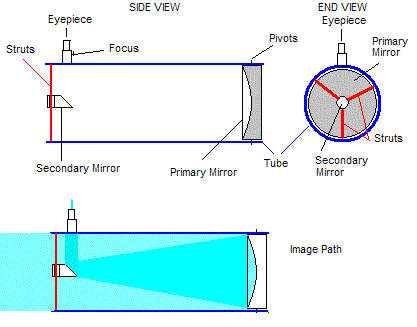 SIDE VIEW
END VIEW
Eyepiece
Eyepiece
Struts
Focus
Pivots
Primary
Mirror
Struts
Secondary Mirror
Primary Mirror
Tube
Secondary
Mirror
Image Path